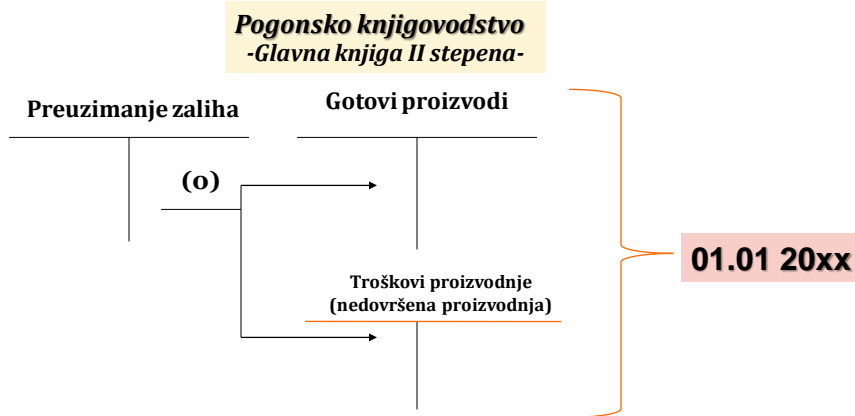 Pogonsko knjigovodstvo
-Glavna knjiga II stepena-
Preuzimanje zaliha
Gotovi proizvodi
(o)
01.01 20xx
Troškovi proizvodnje
(nedovršena proizvodnja)